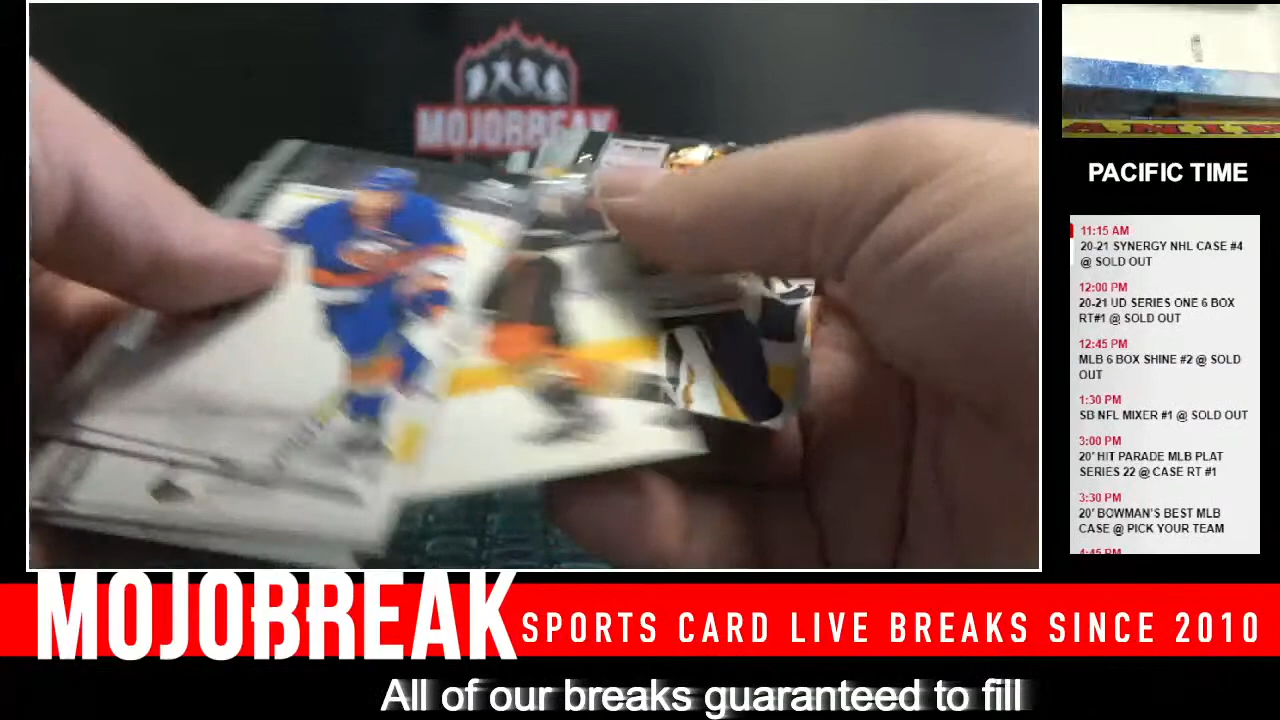 MOJOBREAK
PACIFIC TIME
11:15 AM
20-21 SYNERGY NHL CASE #4
@ SOLD OUT
12:00 PM
20-21 UD SERIES ONE 6 BOX
RT#1 @ SOLD OUT
12:45 PM
MLB 6 BOX SHINE #2 @ SOLD
OUT
1:30 PM
SB NFL MIXER #1 @ SOLD OUT
3:00 PM
20' HIT PARADE MLB PLAT
SERIES 22 @ CASE RT #1
3:30 PM
20' BOWMAN'S BEST MLB
CASE @ PICK YOUR TEAM
4:45 PM
MOJOBREAK
SPORTS CARD LIVE BREAKS SINCE 2010
All of our breaks guaranteed to fill